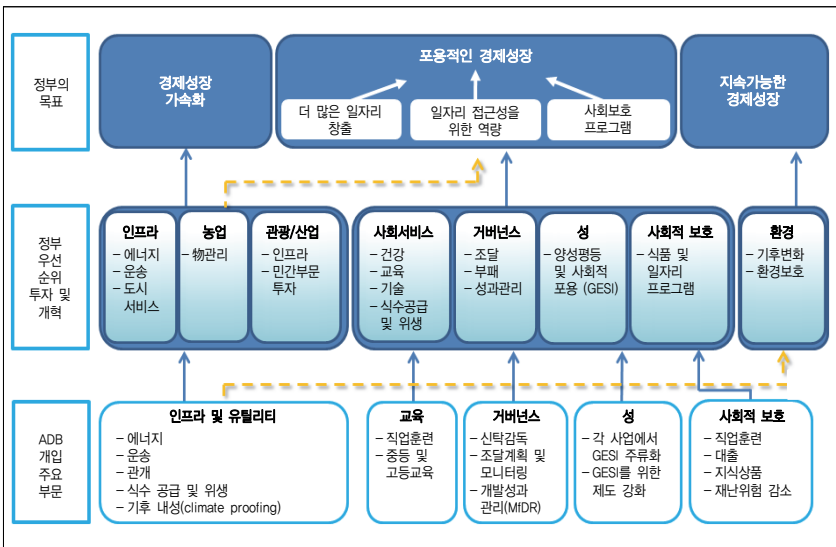 정부의
목표
경제성장
가속화
포용적인 경제성장
더 많은 일자리
창출
일자리 접근성을
위한 역량
사회보호
프로그램
지속가능한
경제성장
정부
우선
순위
투자 및
개혁
인프라
– 에너지
– 운송
– 도시
서비스
농업
– 物관리
관광/산업
– 인프라
– 민간부문
투자
사회서비스
– 건강
– 교육
– 기술
– 식수공급
및 위생
거버넌스
– 조달
– 부패
– 성과관리
성
– 양성평등
및 사회적
포용 (GESI)
사회적 보호
– 식품 및
일자리
프로그램
환경
– 기후변화
– 환경보호
ADB
개입
주요
부문
인프라 및 유틸리티
– 에너지
– 운송
– 관개
– 식수 공급 및 위생
– 기후 내성(climate proofing)
교육
– 직업훈련
– 중등 및
고등교육
거버넌스
– 신탁감독
– 조달계획 및
모니터링
– 개발성과
관리(MfDR)
성
– 각 사업에서
GESI 주류화
– GESI를 위한
제도 강화
사회적 보호
– 직업훈련
– 대출
– 지식상품
– 재난위험 감소